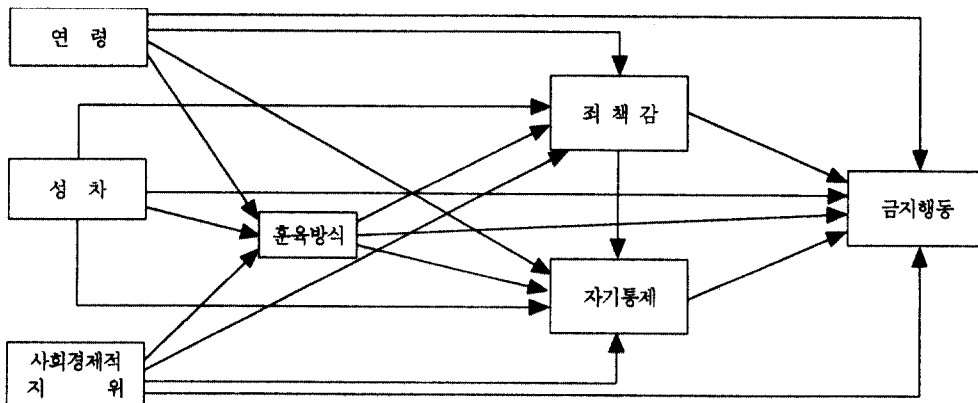 연 령
죄 책 감
성 차
금지행동
훈육방식
자기통제
사회경제적
지 위